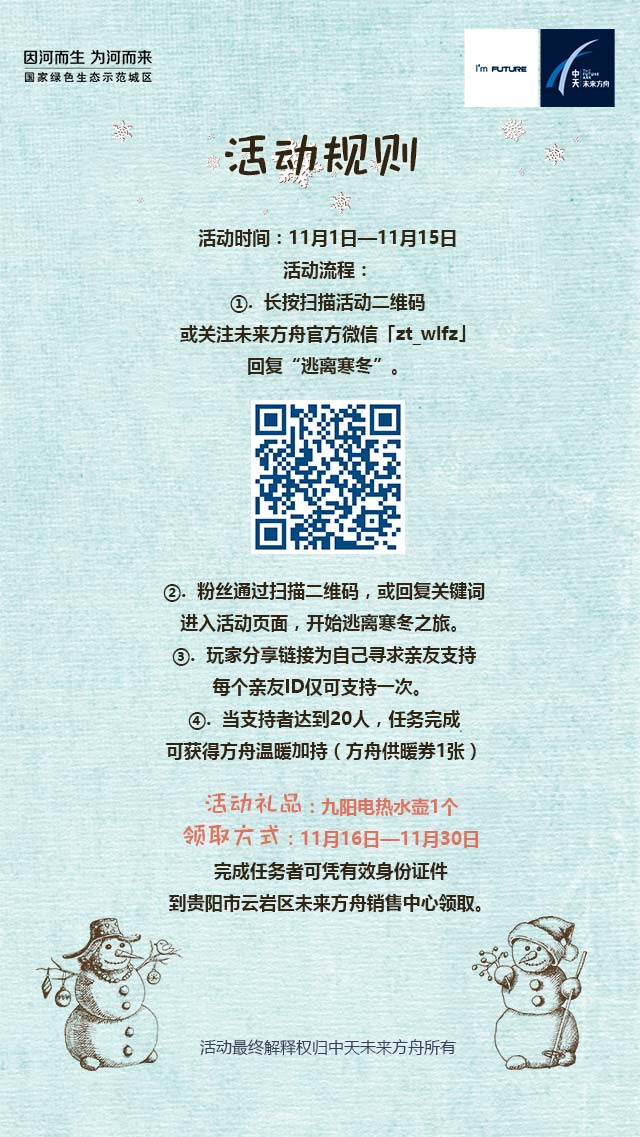 因河而生 为河而来
国家绿色生态示范城区
I'm FUTURE
中天
THE FUTURE ARK
未来方舟
活动规则
活动时间：11月1日—11月15日
活动流程：
①. 长按扫描活动二维码
或关注未来方舟官方微信「zt_wlfz」
回复“逃离寒冬”。
②. 粉丝通过扫描二维码，或回复关键词
进入活动页面，开始逃离寒冬之旅。
③. 玩家分享链接为自己寻求亲友支持
每个亲友ID仅可支持一次。
④. 当支持者达到20人，任务完成
可获得方舟温暖加持（方舟供暖券1张）
活动礼品：九阳电热水壶1个
领取方式：11月16日—11月30日
完成任务者可凭有效身份证件
到贵阳市云岩区未来方舟销售中心领取。
活动最终解释权归中天未来方舟所有